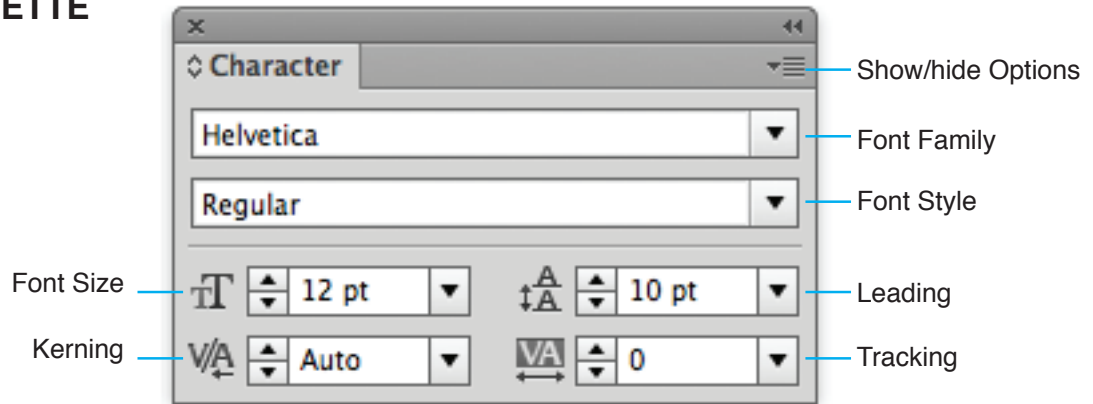 ETTE
Character
Show/hide Options
Helvetica
Font Family
Regular
Font Style
Font Size
12 pt
10 pt
Leading
Kerning
Auto
0
Tracking